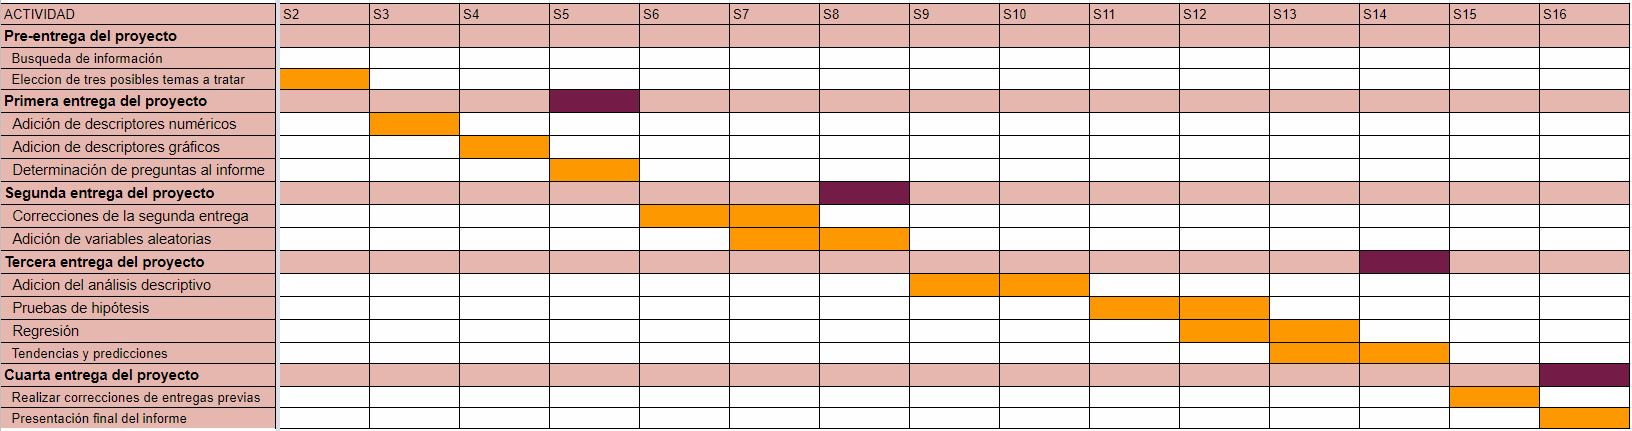 ACTIVIDAD S2 S3 S4 S5 S6 S7 S8 S9 S10 S11 S12 S13 S14 S15 S16
Pre-entrega del proyecto
Busqueda de información
Eleccion de tres posibles temas a tratar
Primera entrega del proyecto
Adición de descriptores numéricos
Adicion de descriptores gráficos
Determinación de preguntas al informe
Segunda entrega del proyecto
Correcciones de la segunda entrega
Adición de variables aleatorias
Tercera entrega del proyecto
Adicion del análisis descriptivo
Pruebas de hipótesis
Regresión
Tendencias y predicciones
Cuarta entrega del proyecto
Realizar correcciones de entregas previas
Presentación final del informe